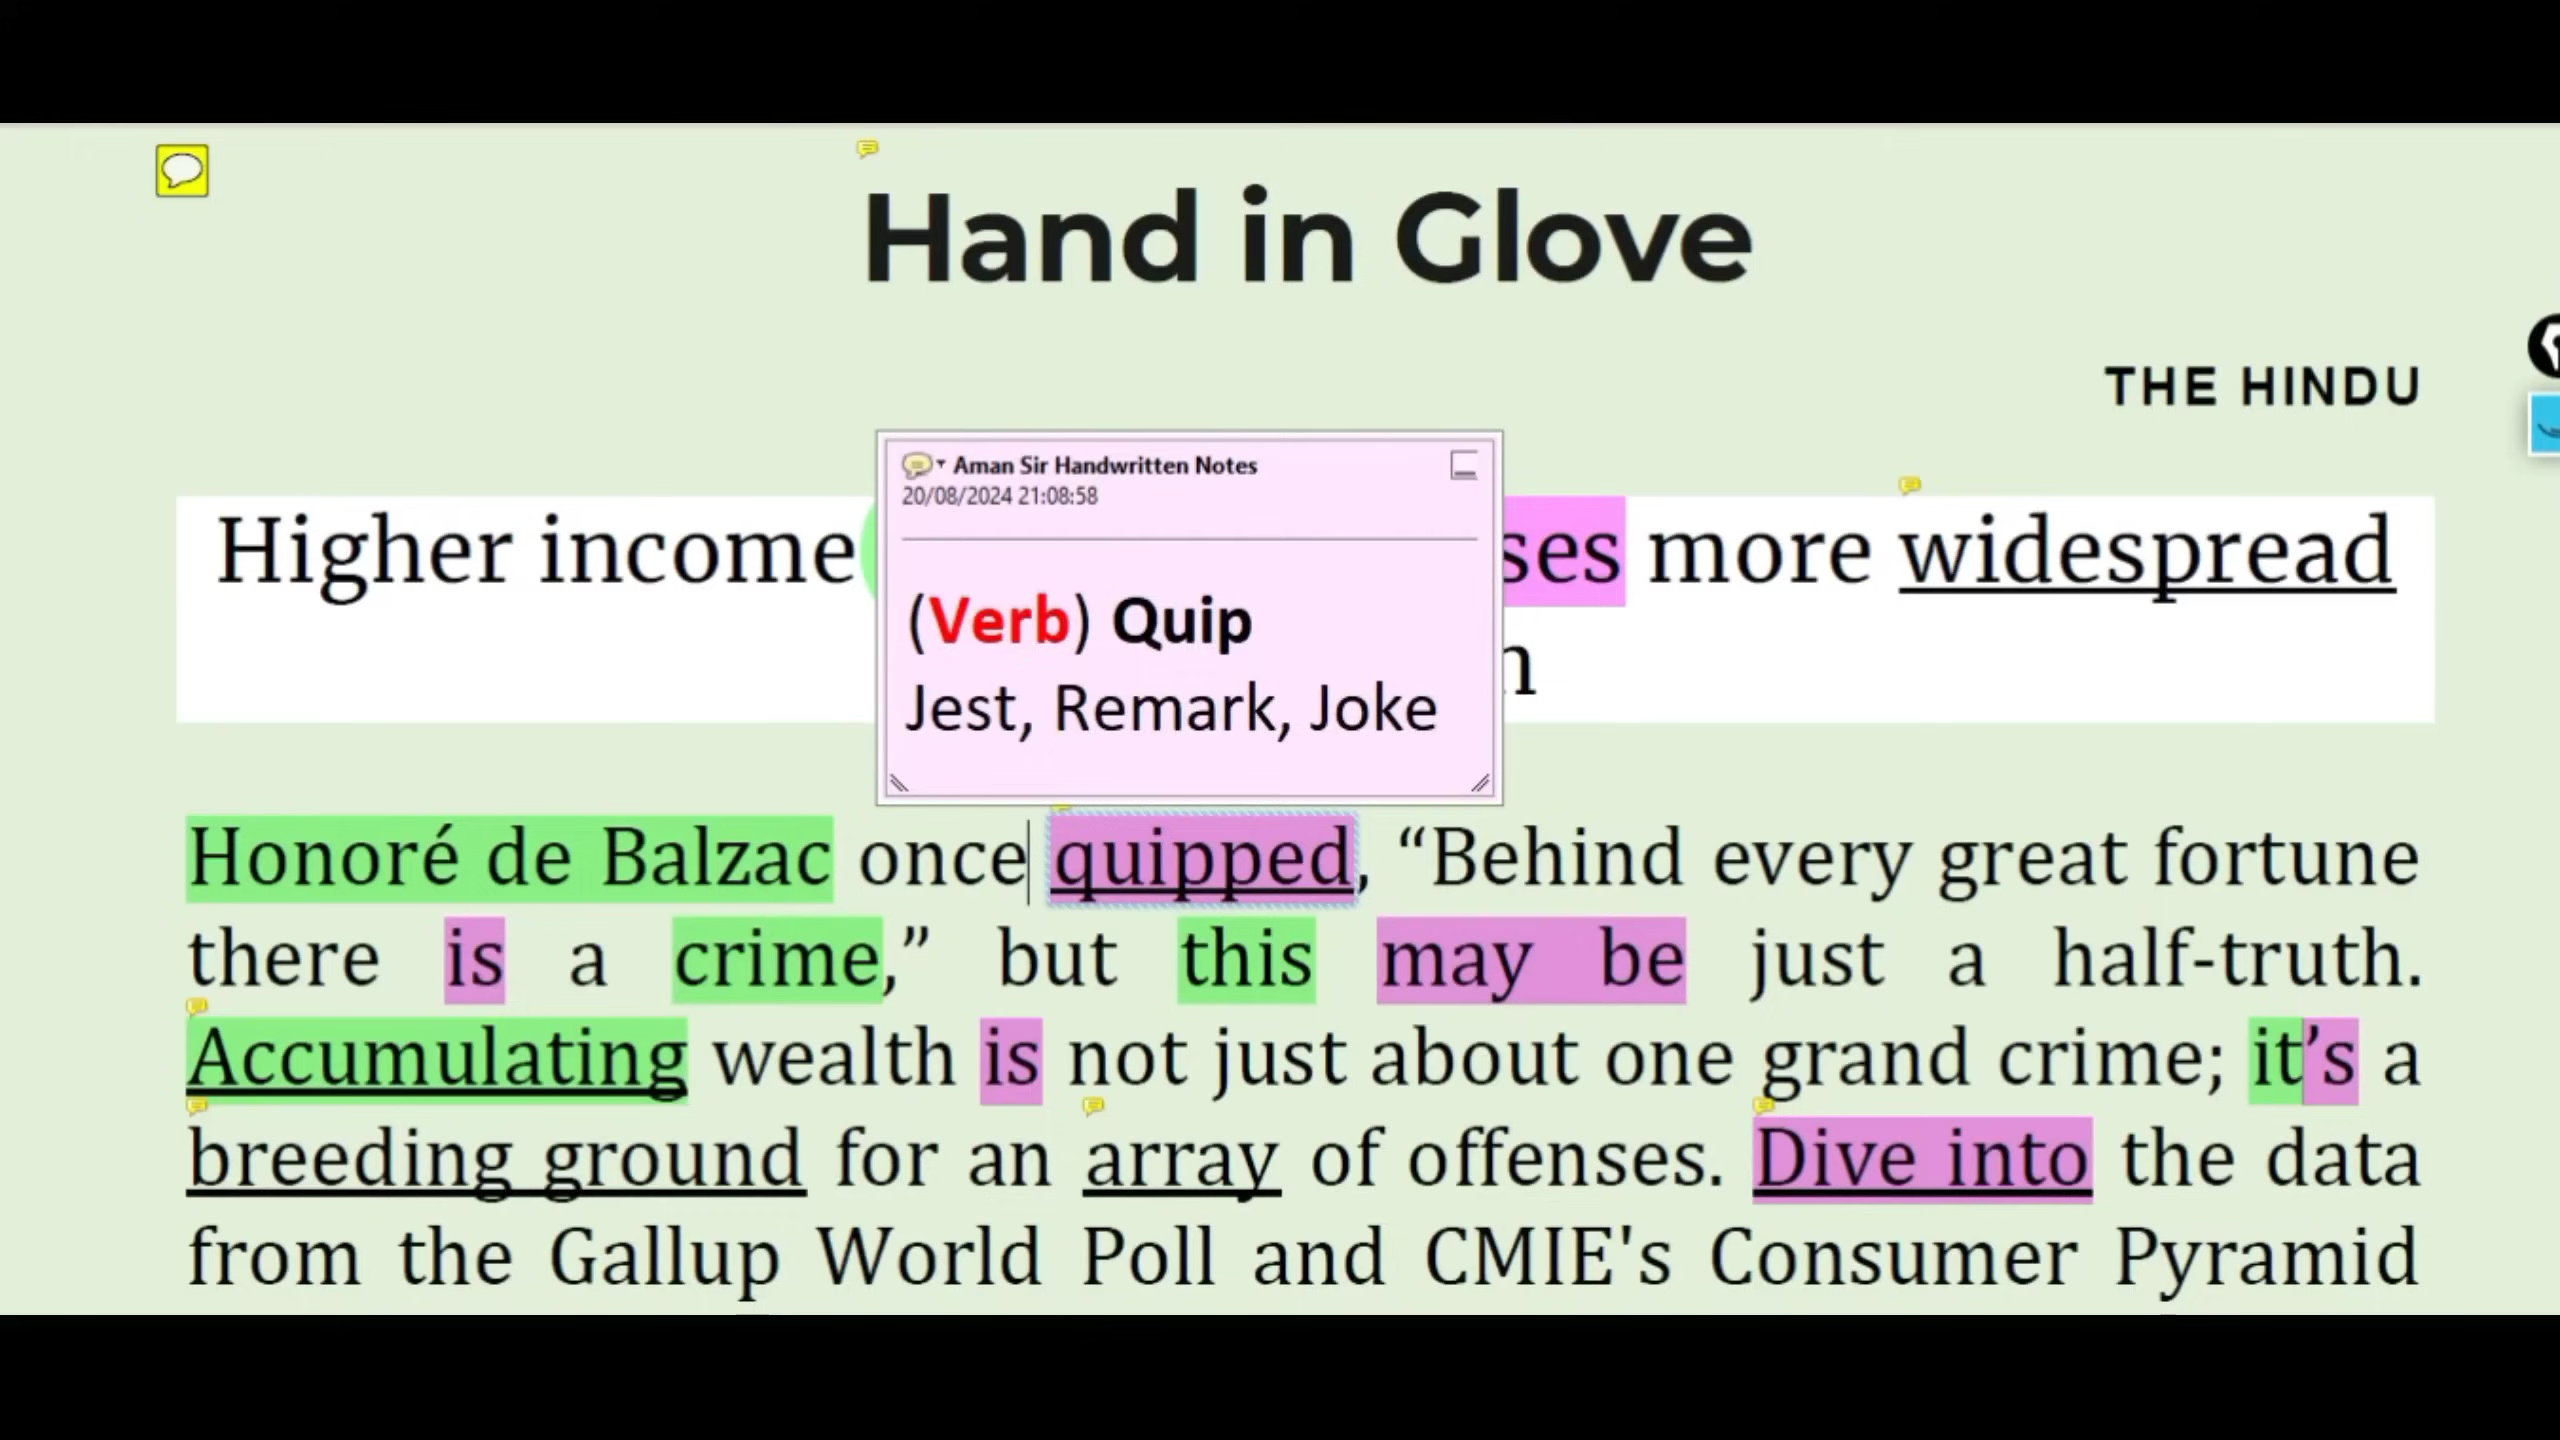 Hand in Glove
THE HINDU
Aman Sir Handwritten Notes
20/08/2024 21:08:58
(Verb) Quip
Jest, Remark, Joke
Higher income more widespread
Honoré de Balzac once quipped, “Behind every great fortune
there is a crime,” but this may be just a half-truth.
Accumulating wealth is not just about one grand crime; it’s a
breeding ground for an array of offenses. Dive into the data
from the Gallup World Poll and CMIE's Consumer Pyramid